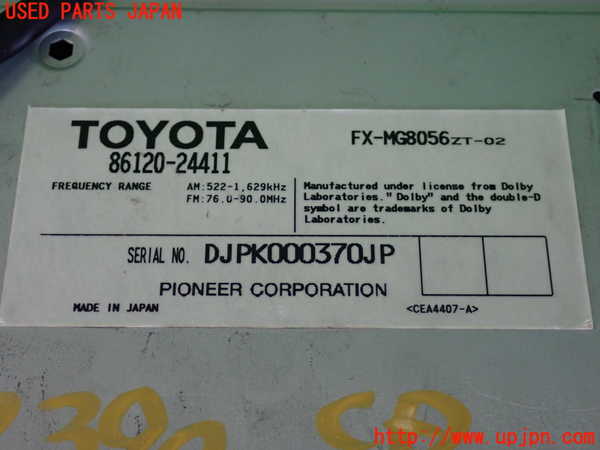 USED PARTS JAPAN
TOYOTA
86120-24411
FX-MG8056ZT-02
FREQUENCY RANGE
AM:522-1,629kHz
FM:76.0-90.0MHz
Manufactured under license from Dolby
Laboratories." Dolby" and the double-D
symbol are trademarks of Dolby
Laboratories.
SERIAL NO. DJPK000370JP
PIONEER CORPORATION
MADE IN JAPAN
<CEA4407-A>
CD
http://www.upjpn.com/